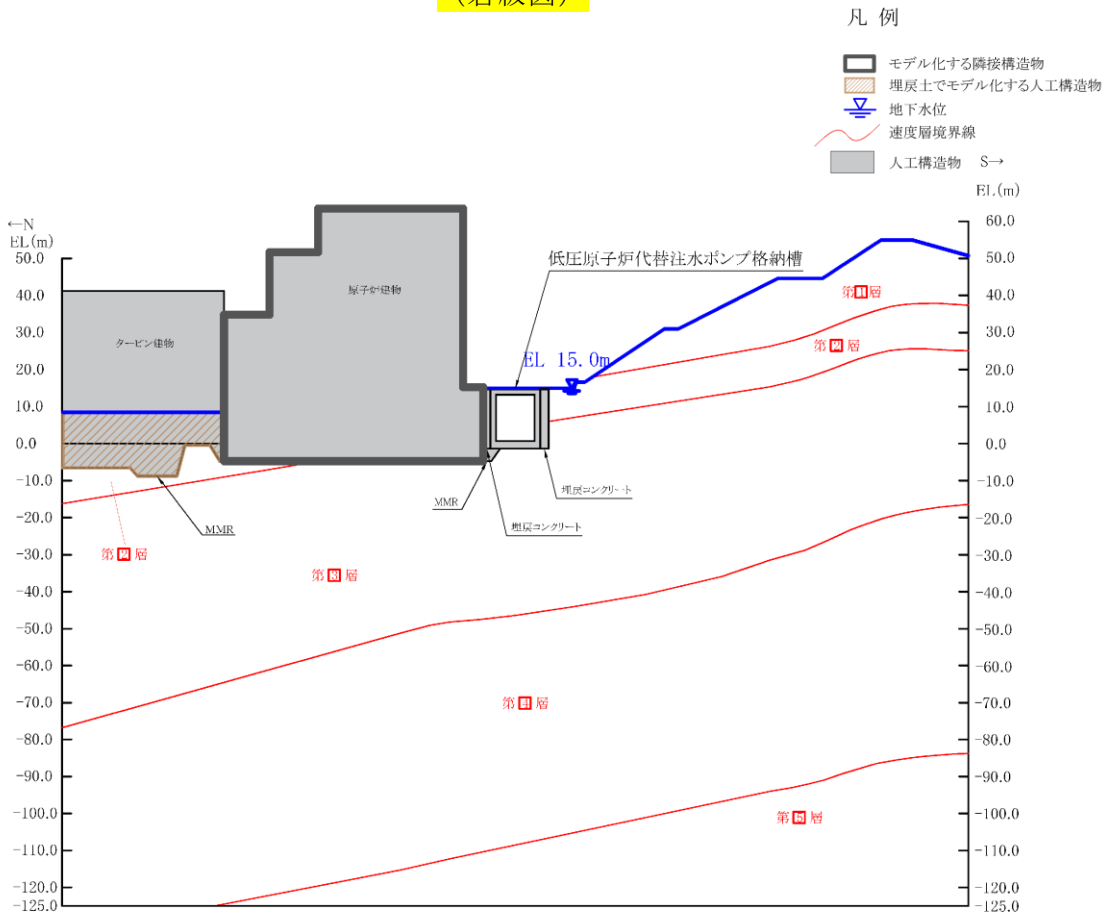 (岩級図)
凡 例
モデル化する隣接構造物
埋戻土でモデル化する人工構造物
地下水位
速度層境界線
人工構造物
S→
EL(m)
←N
EL(m)
60.0
50.0
40.0
30.0
20.0
10.0
0.0
-10.0
-20.0
-30.0
-40.0
-50.0
-60.0
-70.0
-80.0
-90.0
-100.0
-110.0
-120.0
-125.0
50.0
40.0
30.0
20.0
10.0
0.0
-10.0
-20.0
-30.0
-40.0
-50.0
-60.0
-70.0
-80.0
-90.0
-100.0
-110.0
-120.0
-125.0
低圧原子炉代替注水ポンプ格納槽
原子炉建物
タービン建物
EL 15.0m
第1層
第2層
MMR
埋戻コンクリート
埋戻コンクリート
MMR
第2層
第3層
第4層
第5層